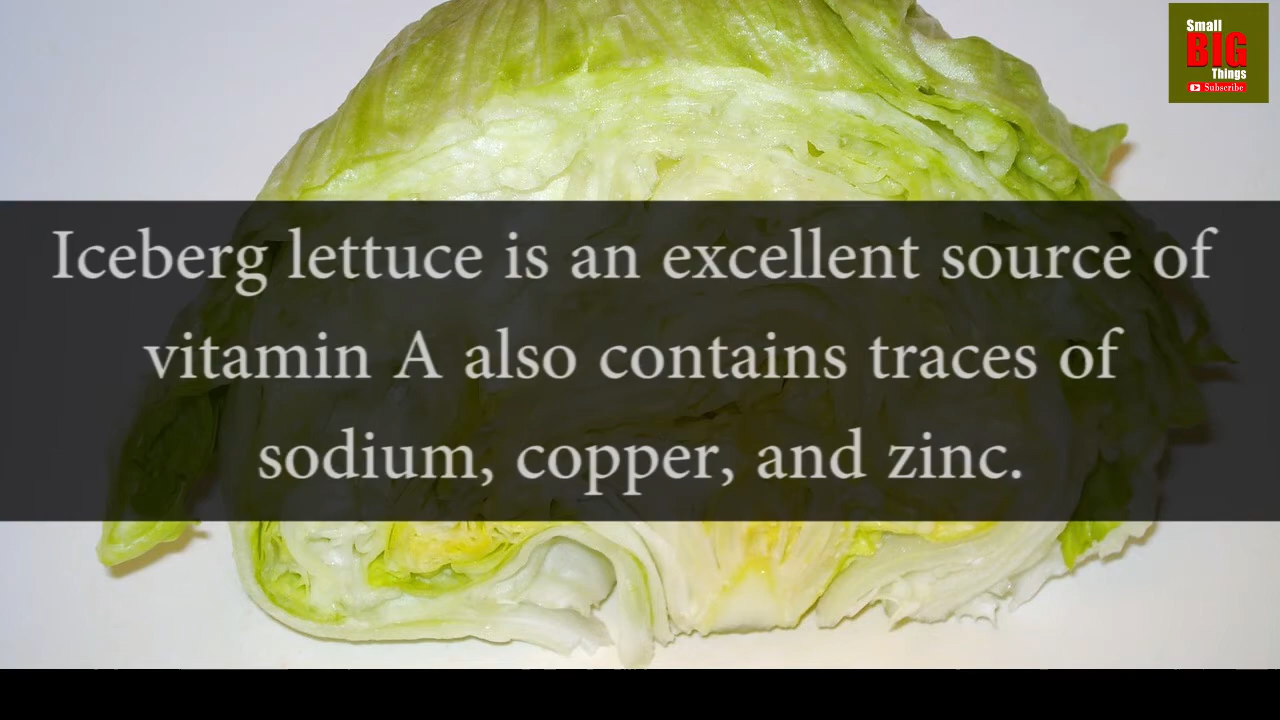 Small
BIG
Things
Subscribe
Iceberg lettuce is an excellent source of
vitamin A also contains traces of
sodium, copper, and zinc.